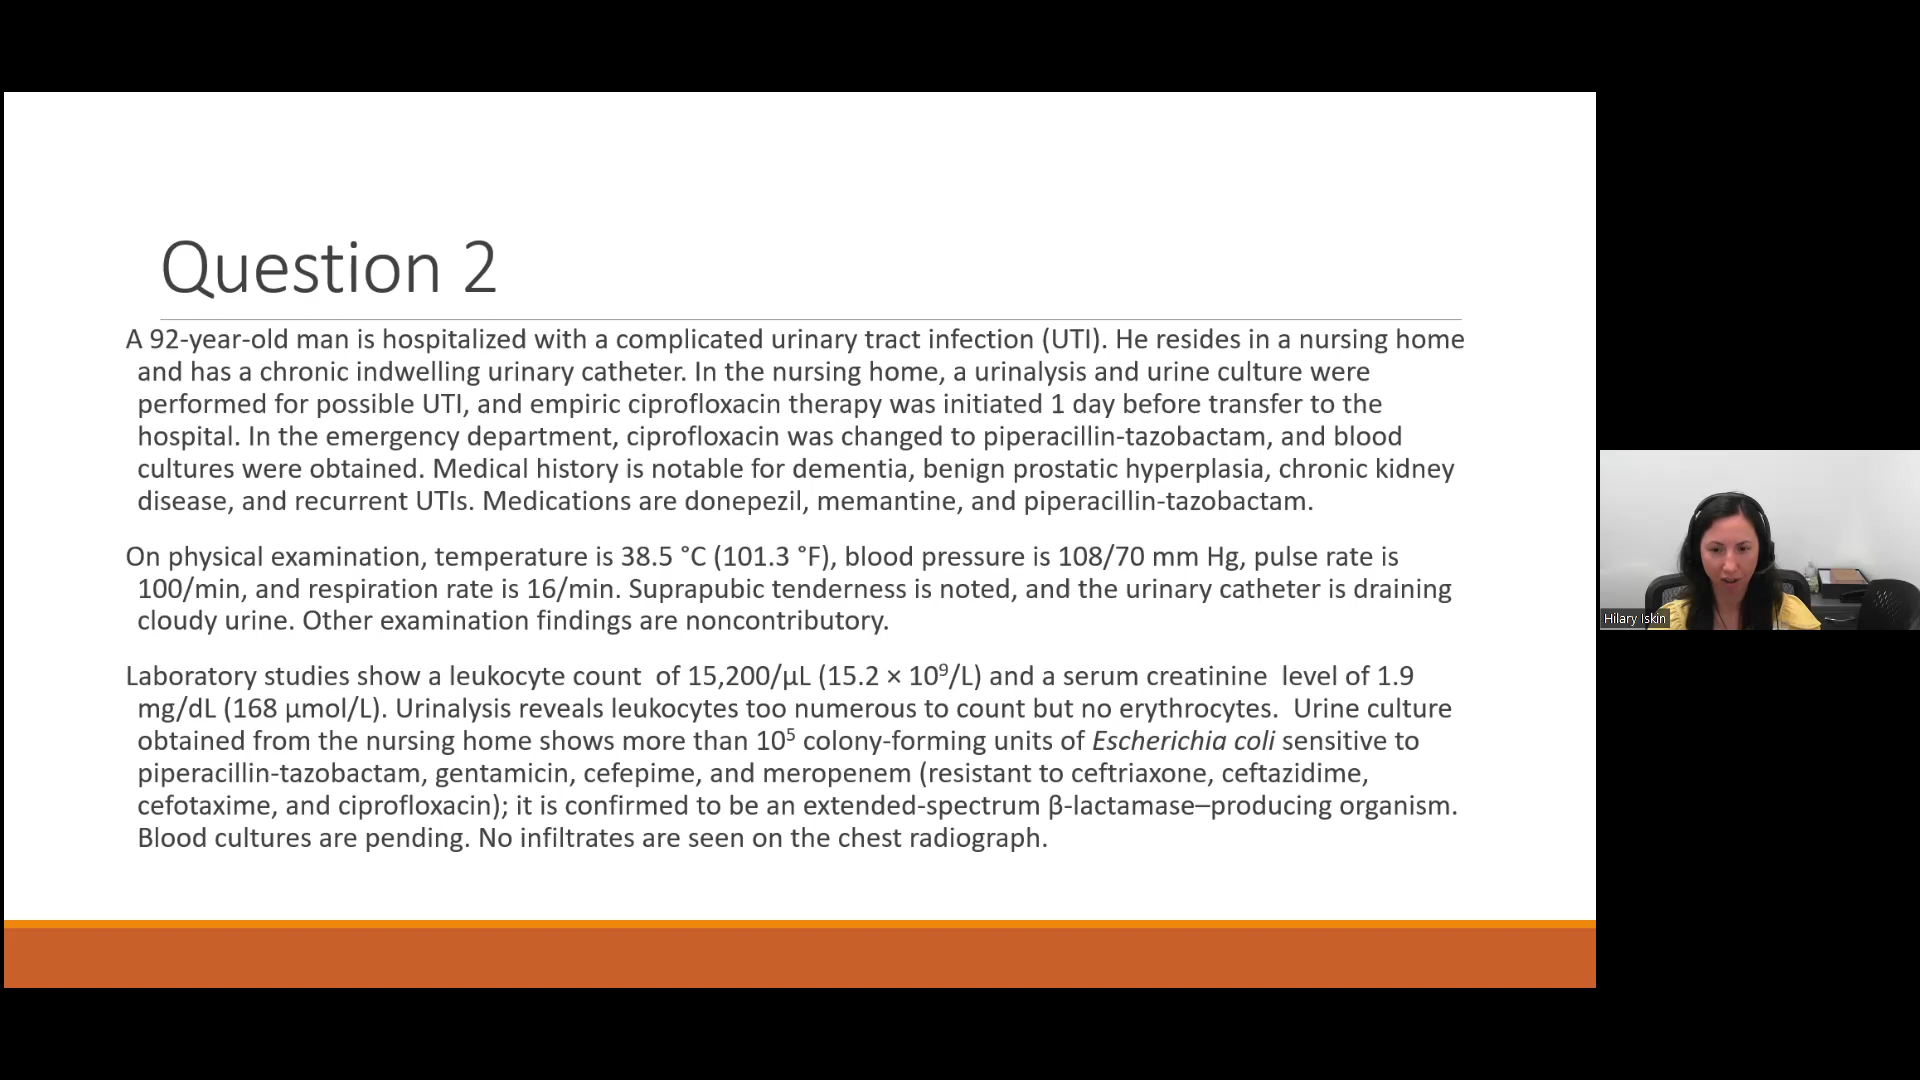 Question 2
A 92-year-old man is hospitalized with a complicated urinary tract infection (UTI). He resides in a nursing home
and has a chronic indwelling urinary catheter. In the nursing home, a urinalysis and urine culture were
performed for possible UTI, and empiric ciprofloxacin therapy was initiated 1 day before transfer to the
hospital. In the emergency department, ciprofloxacin was changed to piperacillin-tazobactam, and blood
cultures were obtained. Medical history is notable for dementia, benign prostatic hyperplasia, chronic kidney
disease, and recurrent UTIs. Medications are donepezil, memantine, and piperacillin-tazobactam.
On physical examination, temperature is 38.5 °C (101.3 °F), blood pressure is 108/70 mm Hg, pulse rate is
100/min, and respiration rate is 16/min. Suprapubic tenderness is noted, and the urinary catheter is draining
cloudy urine. Other examination findings are noncontributory.
Laboratory studies show a leukocyte count of 15,200/µL (15.2 × 10⁹/L) and a serum creatinine level of 1.9
mg/dL (168 µmol/L). Urinalysis reveals leukocytes too numerous to count but no erythrocytes. Urine culture
obtained from the nursing home shows more than 10⁵ colony-forming units of Escherichia coli sensitive to
piperacillin-tazobactam, gentamicin, cefepime, and meropenem (resistant to ceftriaxone, ceftazidime,
cefotaxime, and ciprofloxacin); it is confirmed to be an extended-spectrum β-lactamase–producing organism.
Blood cultures are pending. No infiltrates are seen on the chest radiograph.
Hilary Iskin